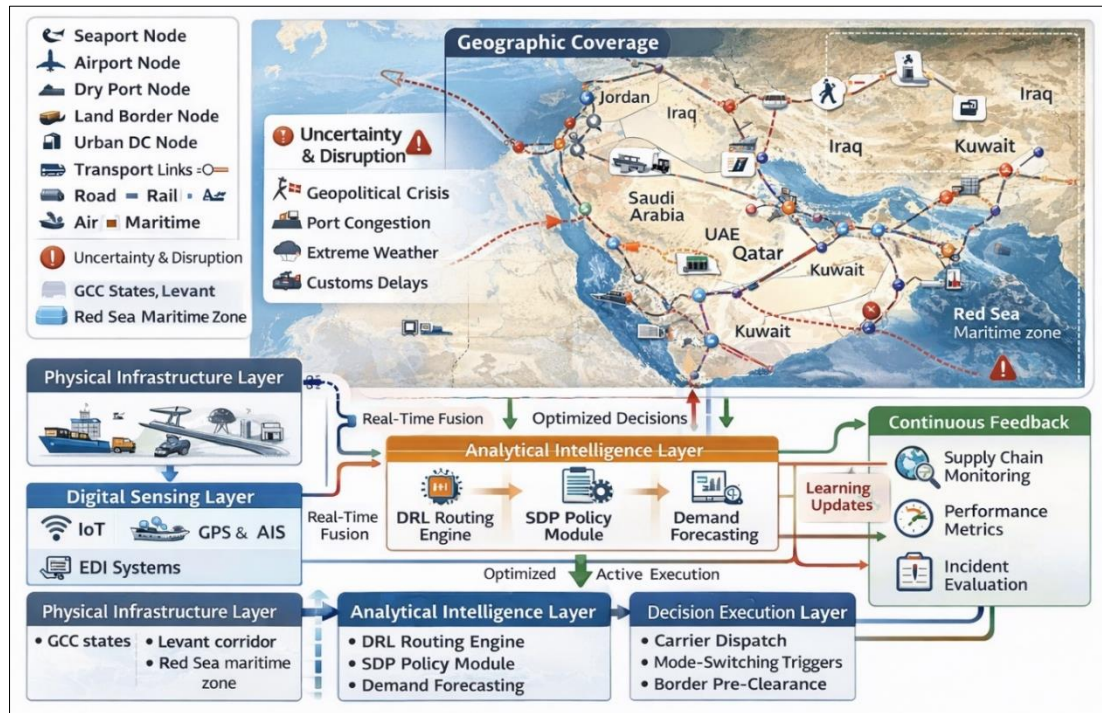 Seaport Node
Airport Node
Dry Port Node
Land Border Node
Urban DC Node
Transport Links
Road Rail
Air Maritime
Uncertainty & Disruption
GCC States, Levant
Red Sea Maritime Zone
Geographic Coverage
Uncertainty
& Disruption
Geopolitical Crisis
Port Congestion
Extreme Weather
Customs Delays
Jordan
Iraq
Iraq
Iraq
Kuwait
Saudi
Arabia
UAE
Qatar
Kuwait
Kuwait
Red Sea
Maritime zone
Physical Infrastructure Layer
Real-Time Fusion
Optimized Decisions
Digital Sensing Layer
IoT
GPS & AIS
EDI Systems
Real-Time
Fusion
Analytical Intelligence Layer
DRL Routing
Engine
SDP Policy
Module
Demand
Forecasting
Learning
Updates
Continuous Feedback
Supply Chain
Monitoring
Performance
Metrics
Incident
Evaluation
Optimized
Active Execution
Physical Infrastructure Layer
• GCC states
• Levant corridor
• Red Sea maritime
zone
Analytical Intelligence Layer
• DRL Routing Engine
• SDP Policy Module
• Demand Forecasting
Decision Execution Layer
• Carrier Dispatch
• Mode-Switching Triggers
• Border Pre-Clearance